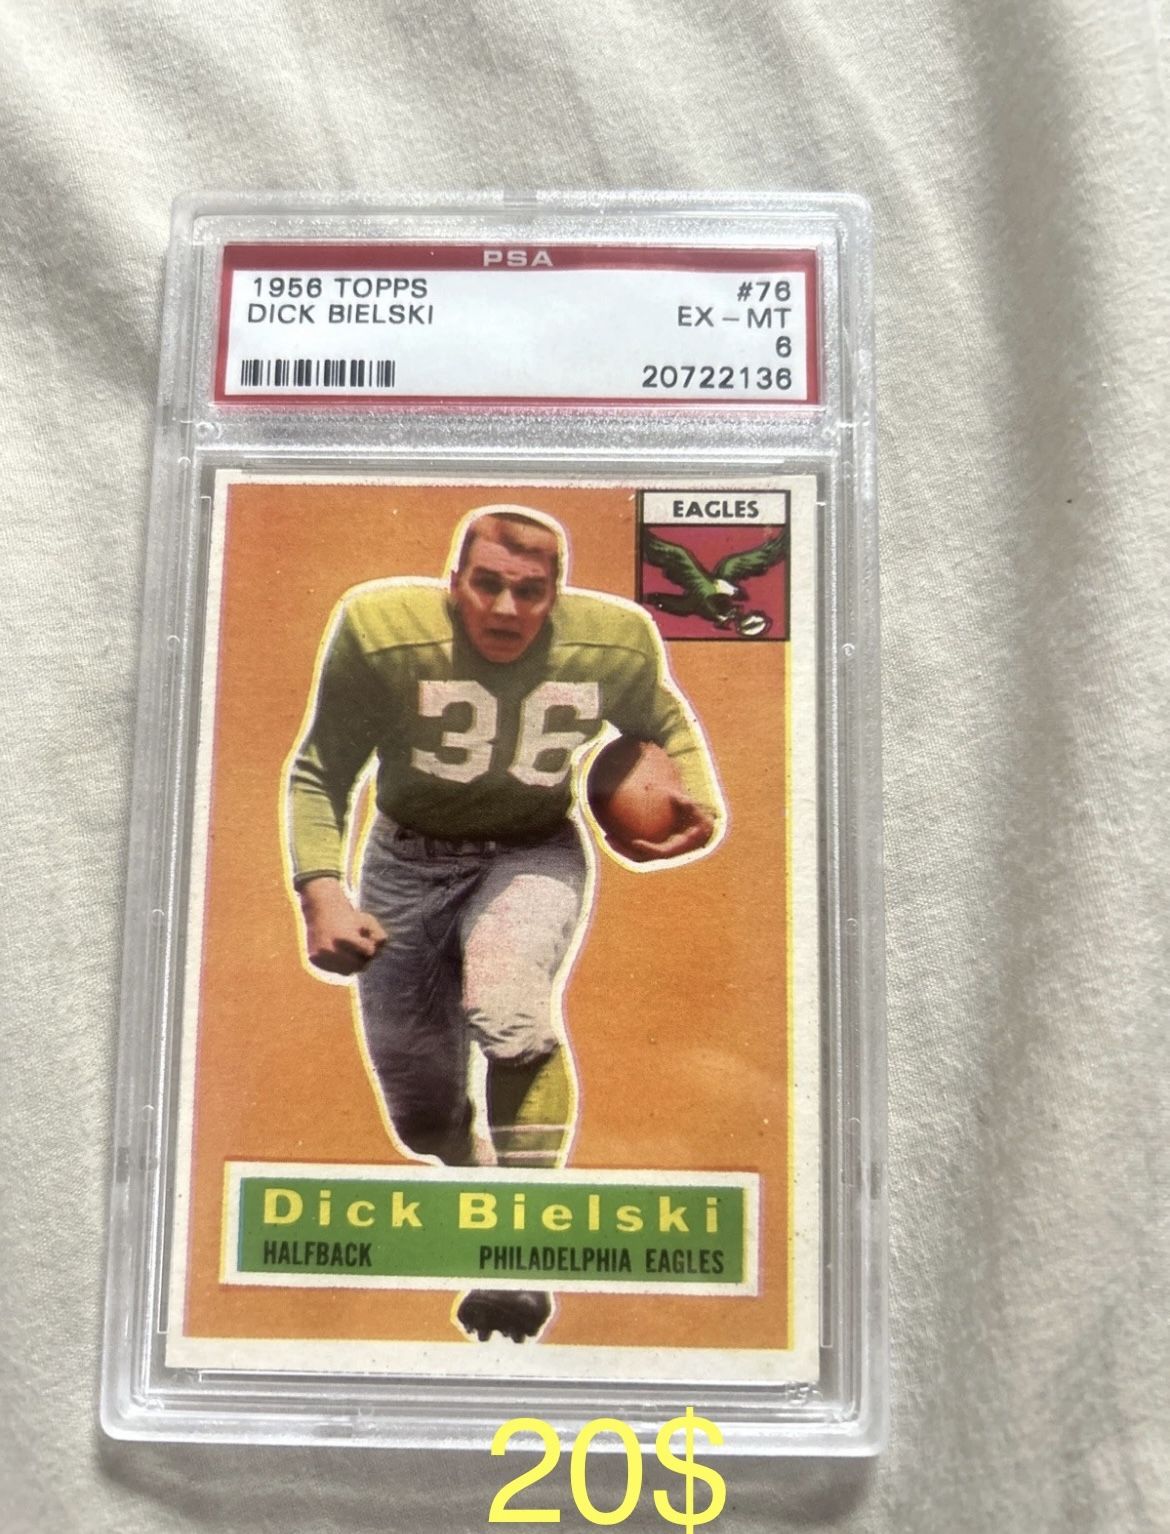 PSA
1956 TOPPS #76
DICK BIELSKI EX-MT
6
20722136
EAGLES
36
Dick Bielski
HALFBACK PHILADELPHIA EAGLES
20$